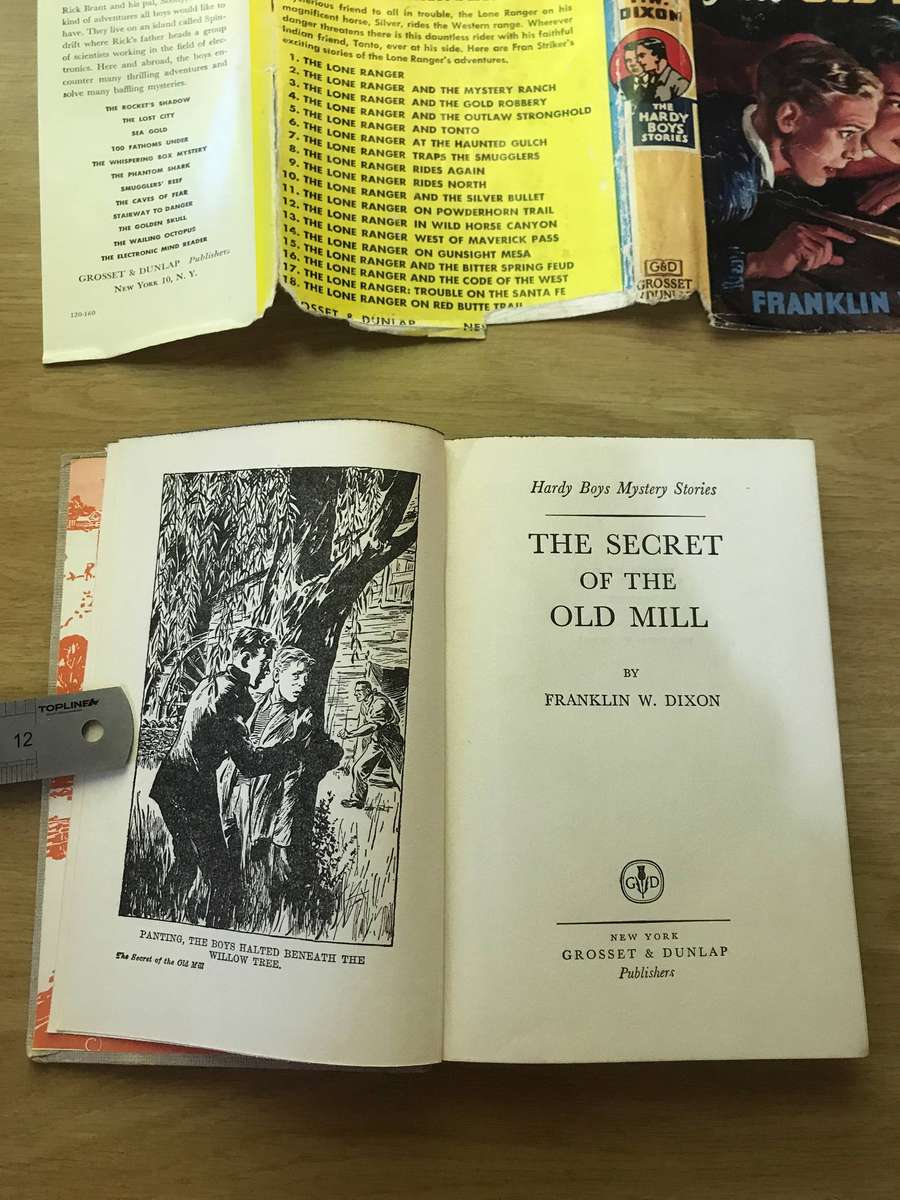 Rick Brant and his pal, Scotty,
have. They live on an island called Spin-
drift where Rick's father heads a group
of scientists working in the field of elec-
tronics. Here and abroad, the boys en-
counter many thrilling adventures and
solve many baffling mysteries.
THE ROCKET'S SHADOW
THE LOST CITY
SEA GOLD
100 FATHOMS UNDER
THE WHISPERING BOX MYSTERY
THE PHANTOM SHARK
SMUGGLERS' REEF
THE CAVES OF FEAR
STAIRWAY TO DANGER
THE GOLDEN SKULL
THE WAILING OCTOPUS
THE ELECTRONIC MIND READER
GROSSET & DUNLAP Publishers
NEW YORK 10, N. Y.
120-160
mysterious friend to all in trouble, the Lone Ranger on his
magnificent horse, Silver, rides the Western range. Wherever
danger threatens there is this dauntless rider with his faithful
Indian friend, Tonto, ever at his side. Here are Fran Striker's
exciting stories of the Lone Ranger's adventures.
1. THE LONE RANGER
2. THE LONE RANGER AND THE MYSTERY RANCH
3. THE LONE RANGER AND THE GOLD ROBBERY
4. THE LONE RANGER AND THE OUTLAW STRONGHOLD
5. THE LONE RANGER AND TONTO
6. THE LONE RANGER AT THE HAUNTED GULCH
7. THE LONE RANGER TRAPS THE SMUGGLERS
8. THE LONE RANGER RIDES AGAIN
9. THE LONE RANGER RIDES NORTH
10. THE LONE RANGER AND THE SILVER BULLET
11. THE LONE RANGER ON POWDERHORN TRAIL
12. THE LONE RANGER IN WILD HORSE CANYON
13. THE LONE RANGER WEST OF MAVERICK PASS
14. THE LONE RANGER ON GUNSIGHT MESA
15. THE LONE RANGER AND THE BITTER SPRING FEUD
16. THE LONE RANGER AND THE CODE OF THE WEST
17. THE LONE RANGER: TROUBLE ON THE SANTA FE
18. THE LONE RANGER ON RED BUTTE TRAIL
OSSET & DUNLAP
DIXON
THE
HARDY
BOYS
STORIES
G&D
GROSSET
DUNL
FRANKLIN
TOPLINE
12
PANTING, THE BOYS HALTED BENEATH THE
WILLOW TREE.
The Secret of the Old Mill
Hardy Boys Mystery Stories
THE SECRET
OF THE
OLD MILL
BY
FRANKLIN W. DIXON
G D
NEW YORK
GROSSET & DUNLAP
Publishers